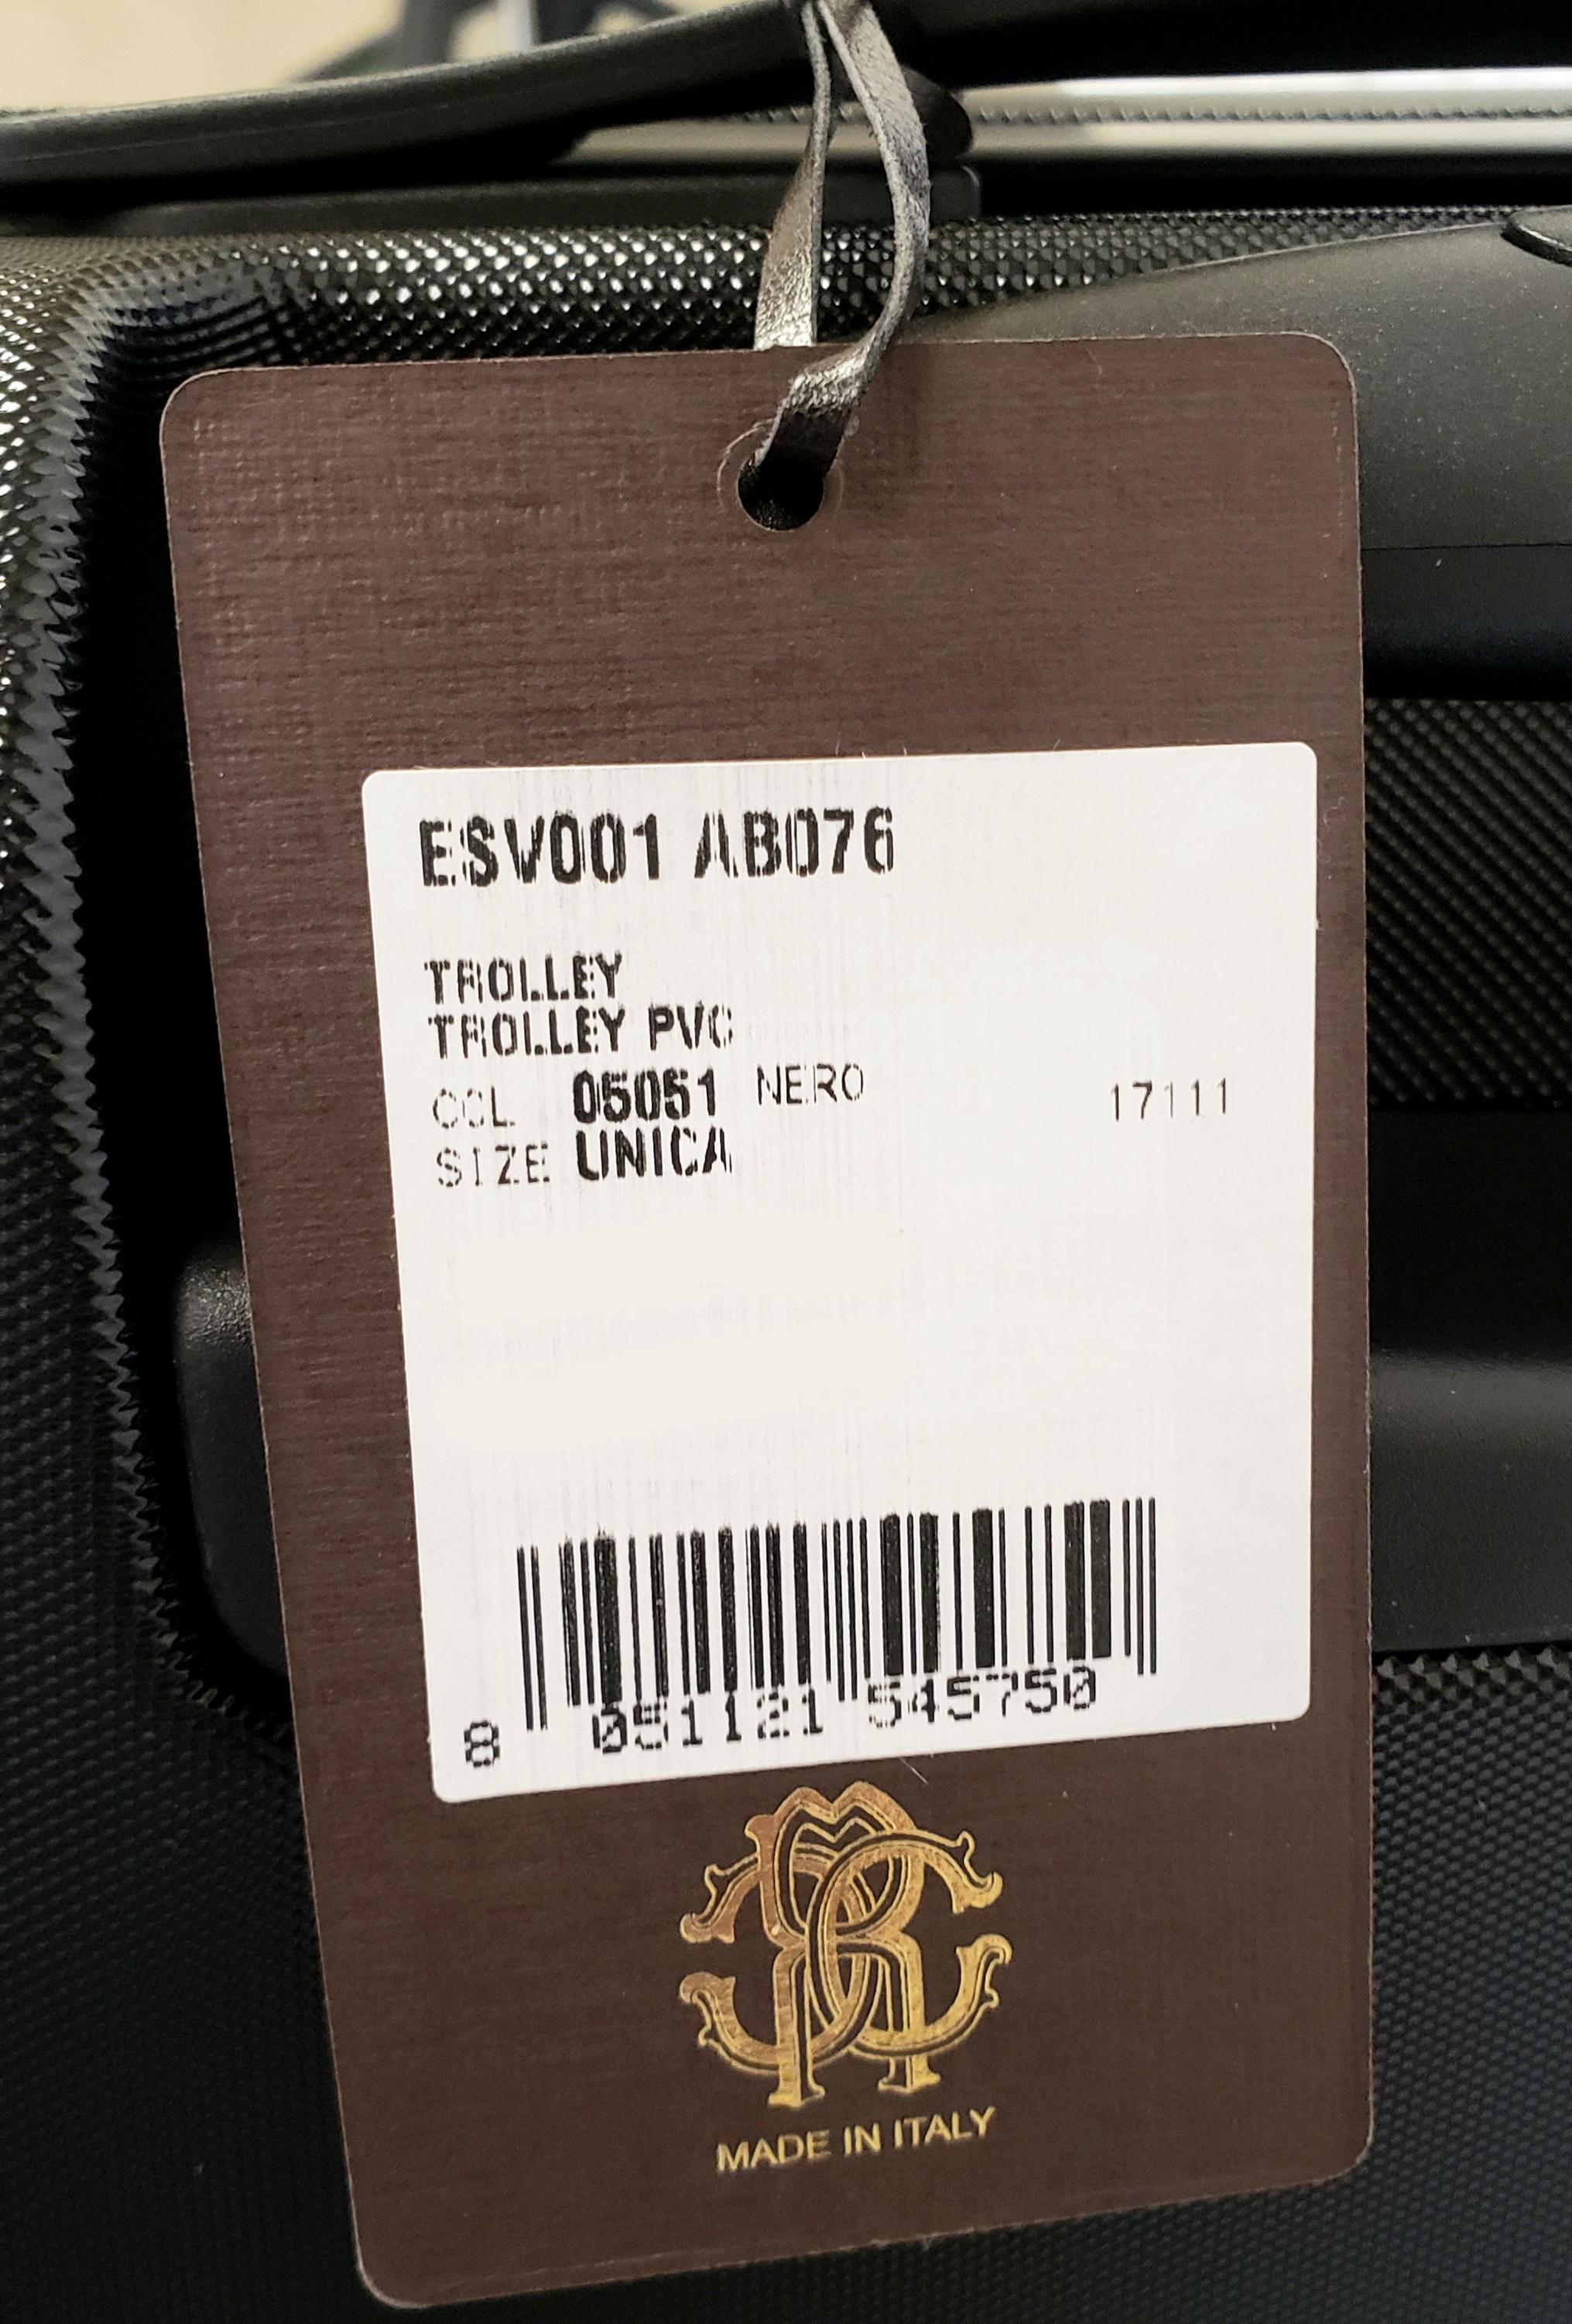 ESV001 AB076
TROLLEY
TROLLEY PVC
COL 05051 NERO 17111
SIZE UNICA
8 051121 545750
MADE IN ITALY